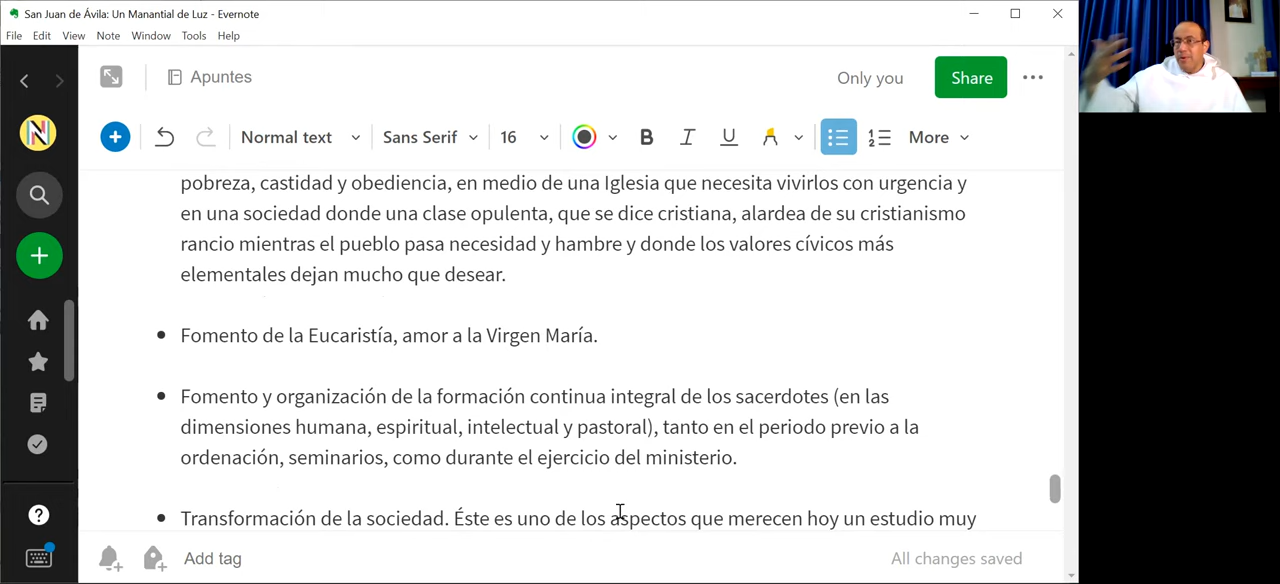 San Juan de Ávila: Un Manantial de Luz - Evernote
File Edit View Note Window Tools Help
Apuntes
Only you
Share
Normal text
Sans Serif
16
B I U
More
pobreza, castidad y obediencia, en medio de una Iglesia que necesita vivirlos con urgencia y
en una sociedad donde una clase opulenta, que se dice cristiana, alardea de su cristianismo
rancio mientras el pueblo pasa necesidad y hambre y donde los valores cívicos más
elementales dejan mucho que desear.
Fomento de la Eucaristía, amor a la Virgen María.
Fomento y organización de la formación continua integral de los sacerdotes (en las
dimensiones humana, espiritual, intelectual y pastoral), tanto en el periodo previo a la
ordenación, seminarios, como durante el ejercicio del ministerio.
Transformación de la sociedad. Éste es uno de los aspectos que merecen hoy un estudio muy
Add tag
All changes saved